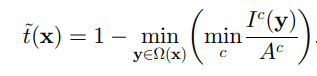 t̃(x) = 1 − min_{y∈Ω(x)} ( min_c I^c(y) / A^c ).